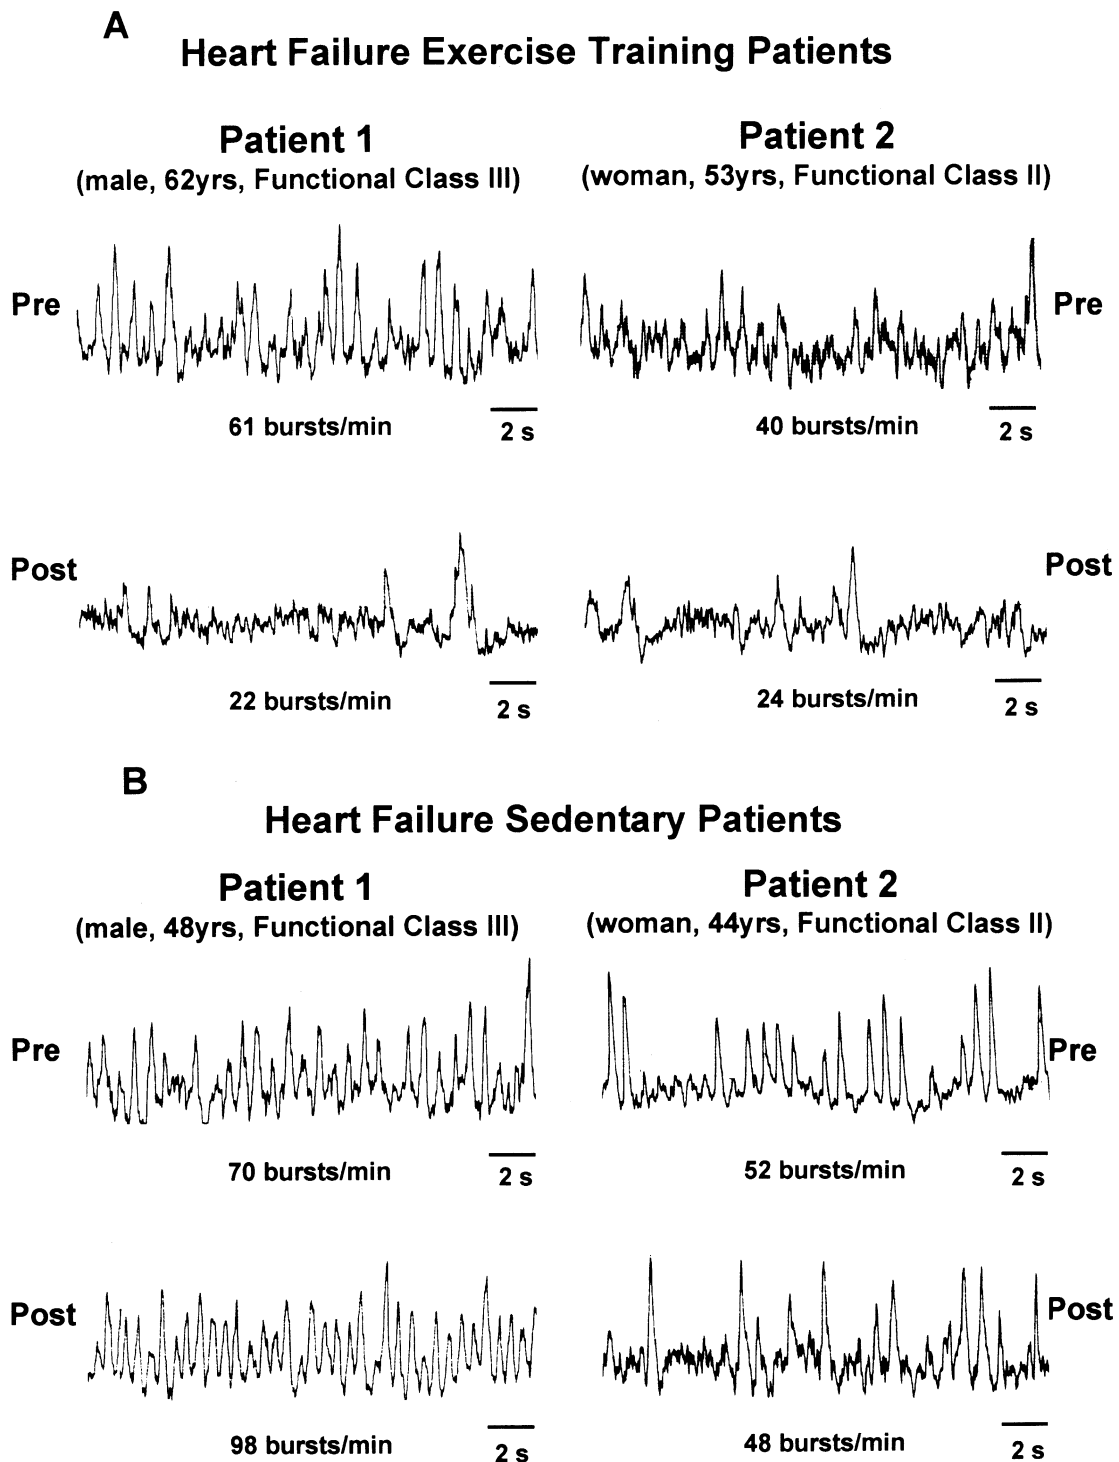 A
Heart Failure Exercise Training Patients
Patient 1
(male, 62yrs, Functional Class III)
Patient 2
(woman, 53yrs, Functional Class II)
Pre
Pre
61 bursts/min
2 s
40 bursts/min
2 s
Post
Post
22 bursts/min
2 s
24 bursts/min
2 s
B
Heart Failure Sedentary Patients
Patient 1
(male, 48yrs, Functional Class III)
Patient 2
(woman, 44yrs, Functional Class II)
Pre
Pre
70 bursts/min
2 s
52 bursts/min
2 s
Post
Post
98 bursts/min
2 s
48 bursts/min
2 s